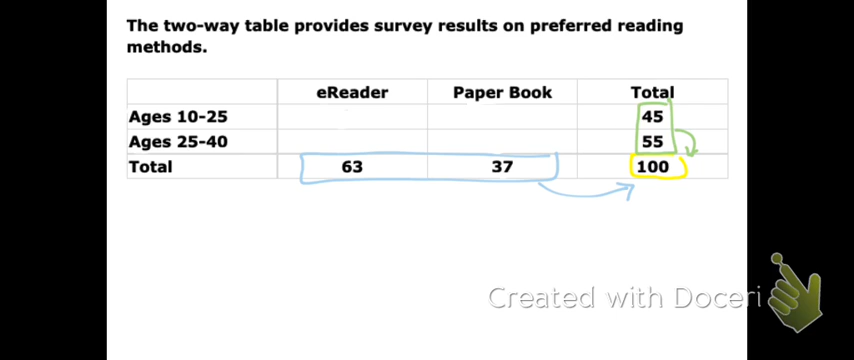 The two-way table provides survey results on preferred reading
methods.
eReader Paper Book Total
Ages 10-25 45
Ages 25-40 55
Total 63 37 100
Created with Doceri